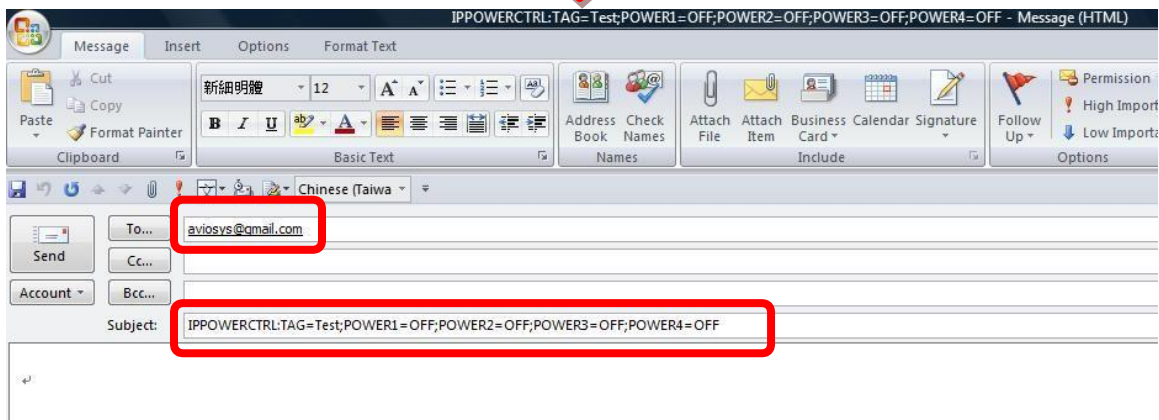 IPPOWERCTRL:TAG=Test;POWER1=OFF;POWER2=OFF;POWER3=OFF;POWER4=OFF - Message (HTML)
Message Insert Options Format Text
Cut
Copy
Paste
Format Painter
Clipboard
新細明體 12
B I U
Basic Text
Address Book Check Names
Names
Attach File Attach Item Business Card Calendar Signature
Include
Follow Up
Permission
High Import
Low Importa
Options
Chinese (Taiwa
Send
Account
To... aviosys@gmail.com
Cc...
Bcc...
Subject: IPPOWERCTRL:TAG=Test;POWER1=OFF;POWER2=OFF;POWER3=OFF;POWER4=OFF